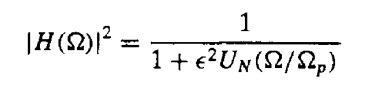 |H(Ω)|² = 1 / (1 + ϵ²U_N(Ω/Ω_p))